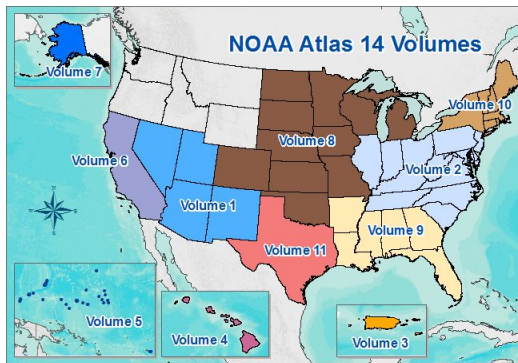 NOAA Atlas 14 Volumes
Volume 7
Volume 10
Volume 8
Volume 6
Volume 2
Volume 1
Volume 9
Volume 11
Volume 5
Volume 4
Volume 3